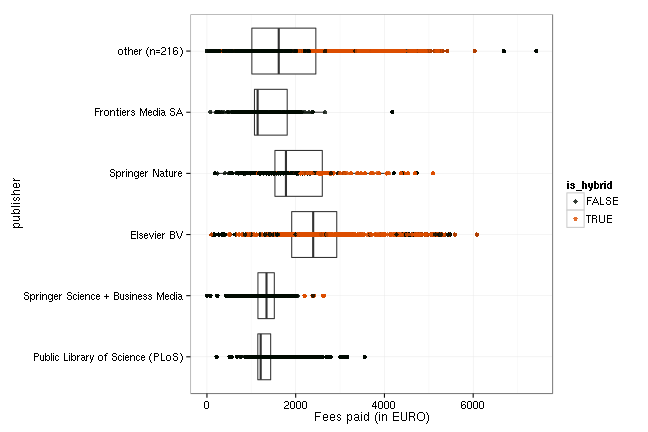 other (n=216)
Frontiers Media SA
Springer Nature
Elsevier BV
Springer Science + Business Media
Public Library of Science (PLoS)
publisher
0 2000 4000 6000
Fees paid (in EURO)
is_hybrid
FALSE
TRUE